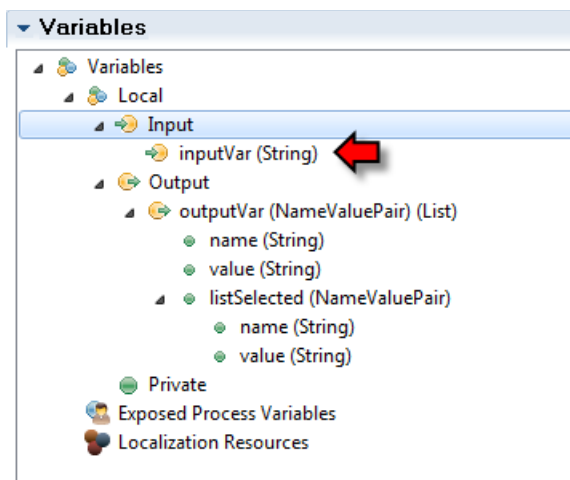 Variables
Variables
Local
Input
inputVar (String)
Output
outputVar (NameValuePair) (List)
name (String)
value (String)
listSelected (NameValuePair)
name (String)
value (String)
Private
Exposed Process Variables
Localization Resources